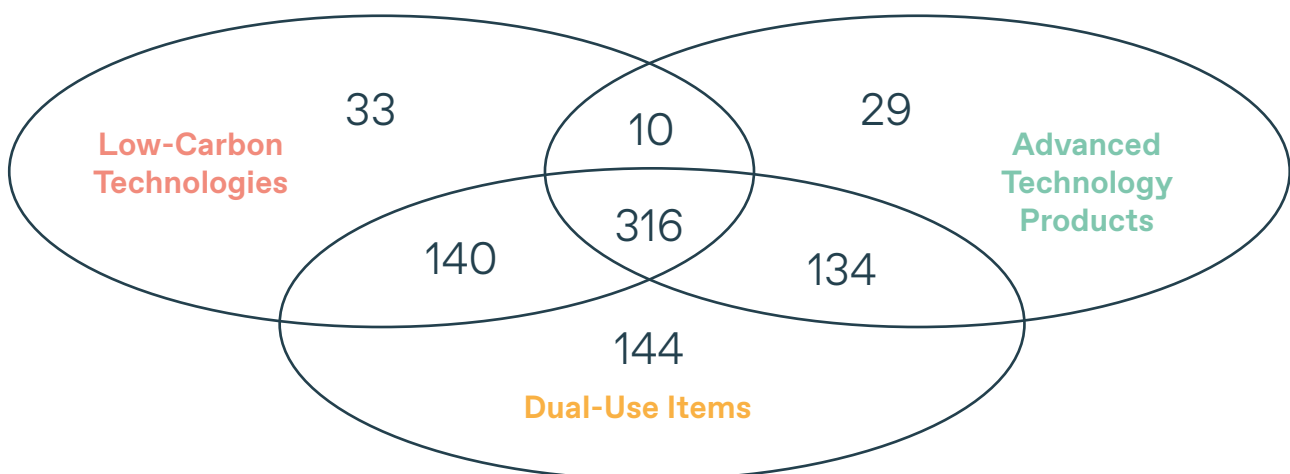 33
10
29
Low-Carbon
Technologies
Advanced
Technology
Products
316
140
134
144
Dual-Use Items